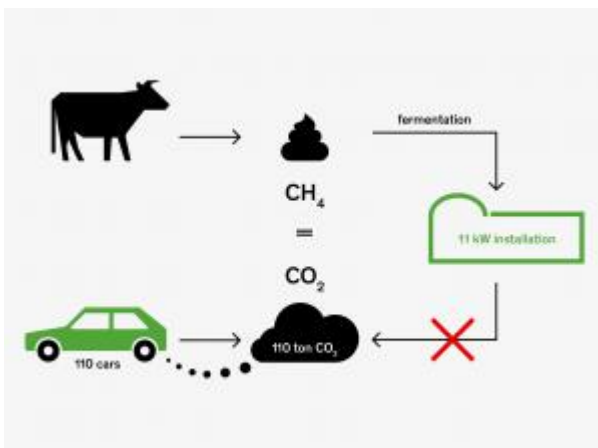 fermentation
CH₄
=
11 kW installation
CO₂
110 ton CO₂
110 cars